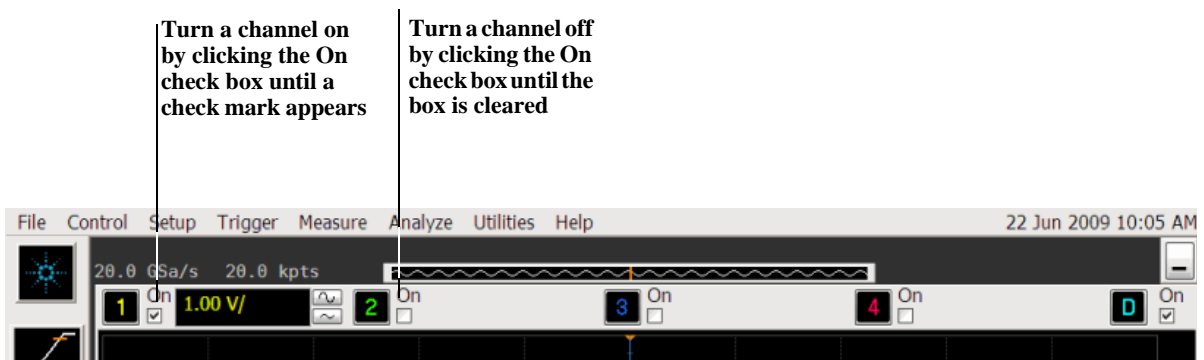 Turn a channel on
by clicking the On
check box until a
check mark appears
Turn a channel off
by clicking the On
check box until the
box is cleared
File Control Setup Trigger Measure Analyze Utilities Help 22 Jun 2009 10:05 AM
20.0 GSa/s 20.0 kpts
1 On 1.00 V/ 2 On 3 On 4 On D On